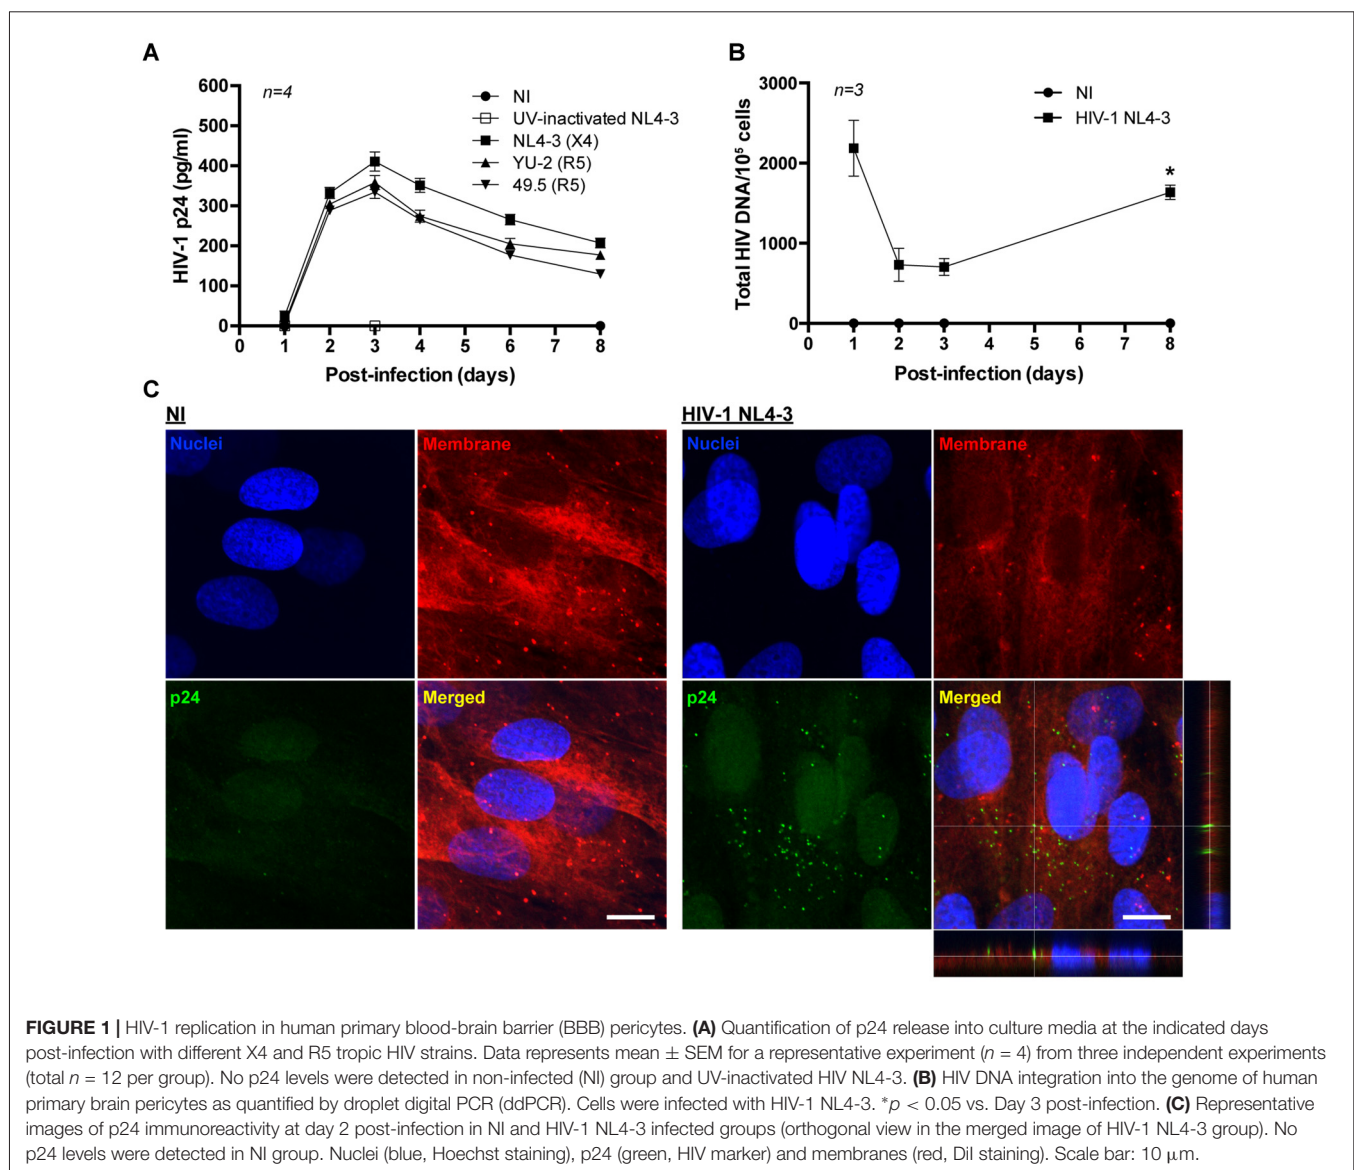 A
600
500
400
300
200
100
0
HIV-1 p24 (pg/ml)
n=4
NI
UV-inactivated NL4-3
NL4-3 (X4)
YU-2 (R5)
49.5 (R5)
0 1 2 3 4 5 6 7 8
Post-infection (days)
B
3000
2000
1000
0
Total HIV DNA/10⁵ cells
n=3
NI
HIV-1 NL4-3
*
0 1 2 3 4 5 6 7 8
Post-infection (days)
C
NI
Nuclei
Membrane
p24
Merged
HIV-1 NL4-3
Nuclei
Membrane
p24
Merged
FIGURE 1 | HIV-1 replication in human primary blood-brain barrier (BBB) pericytes. (A) Quantification of p24 release into culture media at the indicated days
post-infection with different X4 and R5 tropic HIV strains. Data represents mean ± SEM for a representative experiment (n = 4) from three independent experiments
(total n = 12 per group). No p24 levels were detected in non-infected (NI) group and UV-inactivated HIV NL4-3. (B) HIV DNA integration into the genome of human
primary brain pericytes as quantified by droplet digital PCR (ddPCR). Cells were infected with HIV-1 NL4-3. *p < 0.05 vs. Day 3 post-infection. (C) Representative
images of p24 immunoreactivity at day 2 post-infection in NI and HIV-1 NL4-3 infected groups (orthogonal view in the merged image of HIV-1 NL4-3 group). No
p24 levels were detected in NI group. Nuclei (blue, Hoechst staining), p24 (green, HIV marker) and membranes (red, DiI staining). Scale bar: 10 μm.